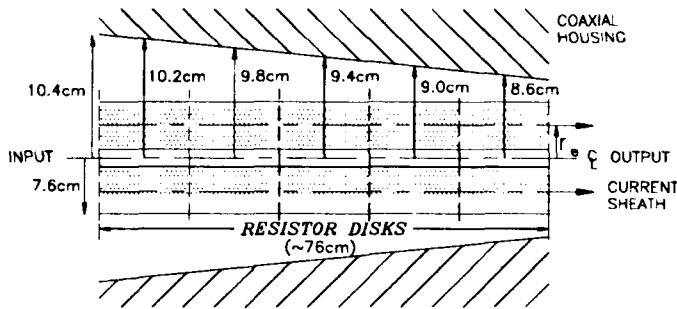 COAXIAL
HOUSING
10.4cm
10.2cm
9.8cm
9.4cm
9.0cm
8.6cm
r e
INPUT
C L OUTPUT
7.6cm
CURRENT
SHEATH
RESISTOR DISKS
(~76cm)